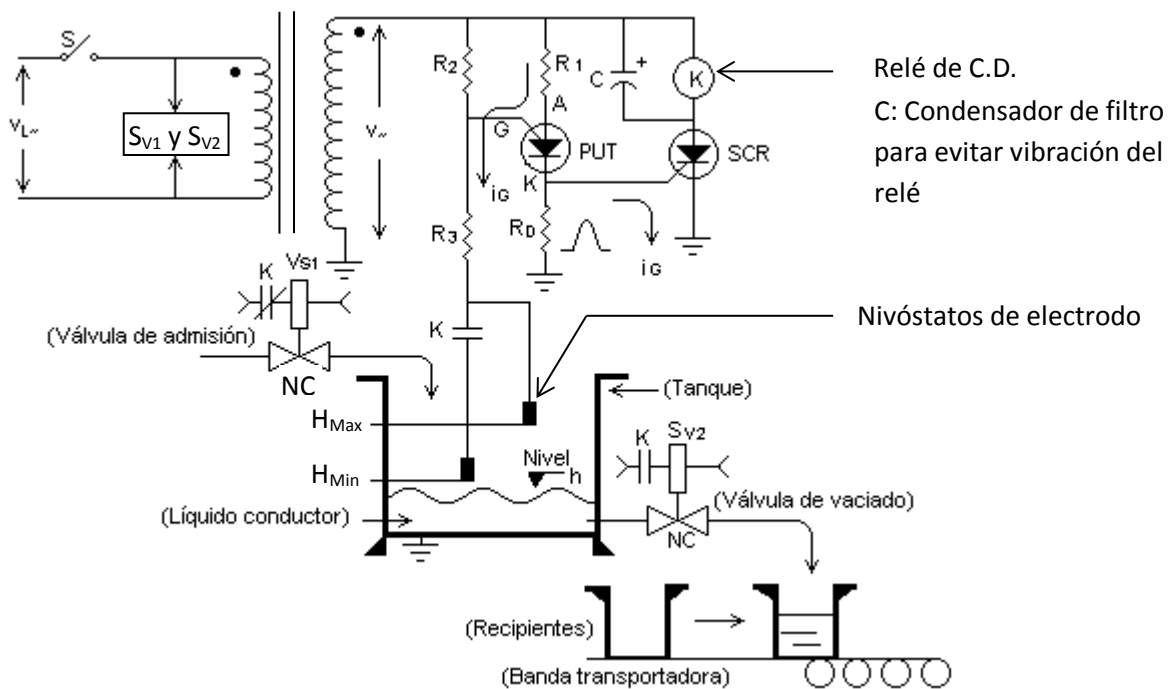 S
R₂
R₁
C
+
K
Relé de C.D.
C: Condensador de filtro
para evitar vibración del
relé
A
G
PUT
SCR
vL~
SV1 y SV2
v~
iG
K
R₃
RD
iG
K
VS1
(Válvula de admisión)
NC
K
Nivóstatos de electrodo
(Tanque)
HMax
HMin
Nivel
h
K
SV2
(Líquido conductor)
(Válvula de vaciado)
NC
(Recipientes)
(Banda transportadora)